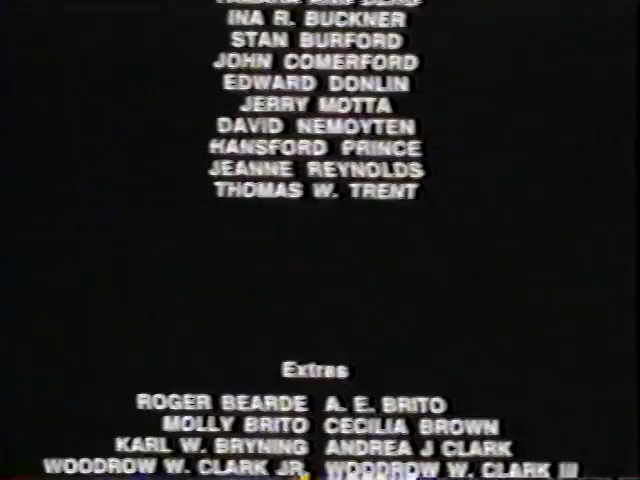 INA R. BUCKNER
STAN BURFORD
JOHN COMERFORD
EDWARD DONLIN
JERRY MOTTA
DAVID NEMOYTEN
HANSFORD PRINCE
JEANNE REYNOLDS
THOMAS W. TRENT
Extras
ROGER BEARDE A. E. BRITO
MOLLY BRITO CECILIA BROWN
KARL W. BRYNING ANDREA J CLARK
WOODROW W. CLARK JR. WOODROW W. CLARK III